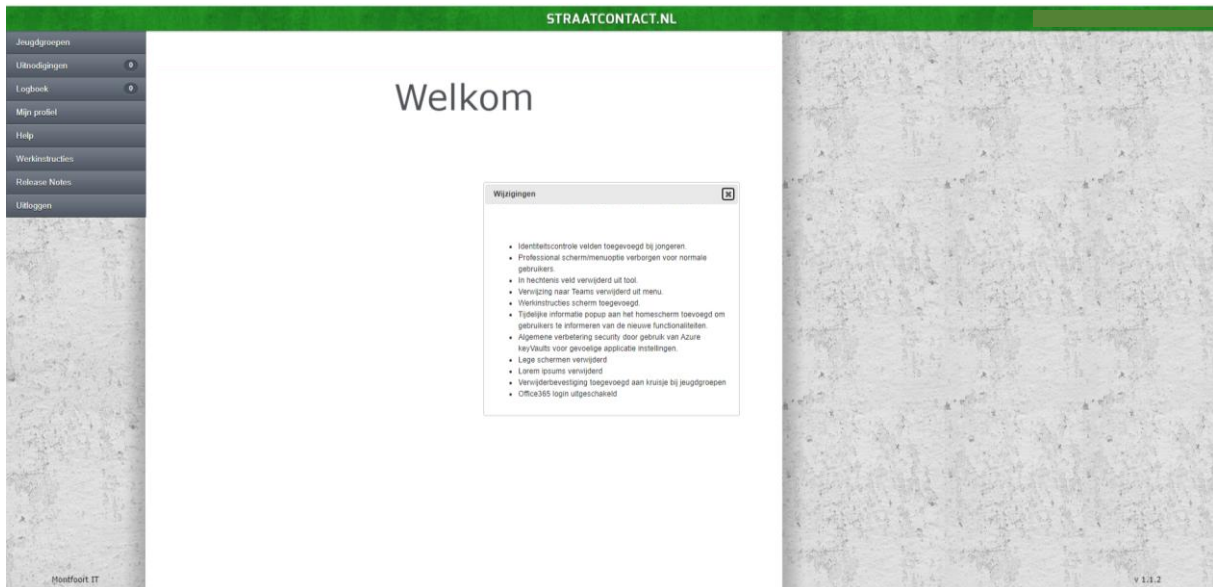 STRAATCONTACT.NL
Jeugdgroepen
Uitnodigingen 0
Logboek 0
Mijn profiel
Help
Werkinstructies
Release Notes
Uitloggen
Welkom
Wijzigingen
• Identiteitscontrole velden toegevoegd bij jongeren.
• Professional scherm/menuoptie verborgen voor normale
gebruikers.
• In hechtenis veld verwijderd uit tool.
• Verwijzing naar Teams verwijderd uit menu.
• Werkinstructies scherm toegevoegd.
• Tijdelijke informatie popup aan het homescherm toevoegd om
gebruikers te informeren van de nieuwe functionaliteiten.
• Algemene verbetering security door gebruik van Azure
keyVaults voor gevoelige applicatie instellingen.
• Lege schermen verwijderd
• Lorem ipsums verwijderd
• Verwijderbevestiging toegevoegd aan kruisje bij jeugdgroepen
• Office365 login uitgeschakeld
Montfoort IT
v 1.1.2